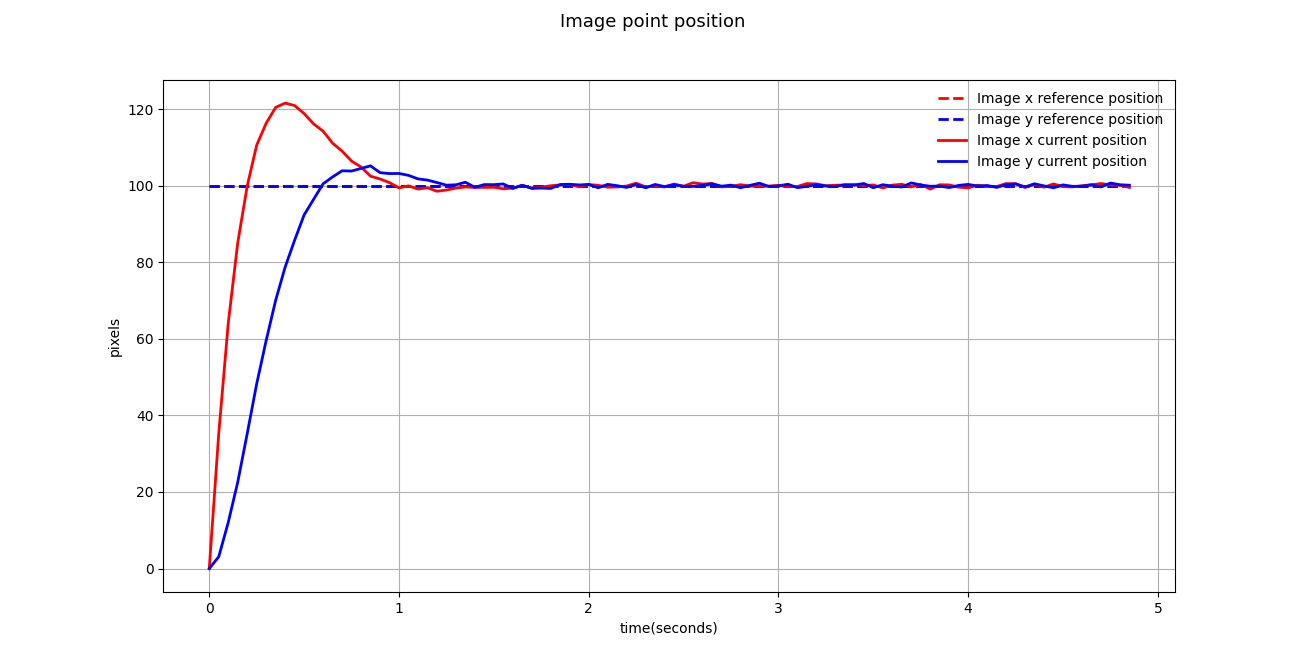 Image point position
Image x reference position
Image y reference position
Image x current position
Image y current position
120
100
80
60
40
20
0
pixels
0 1 2 3 4 5
time(seconds)